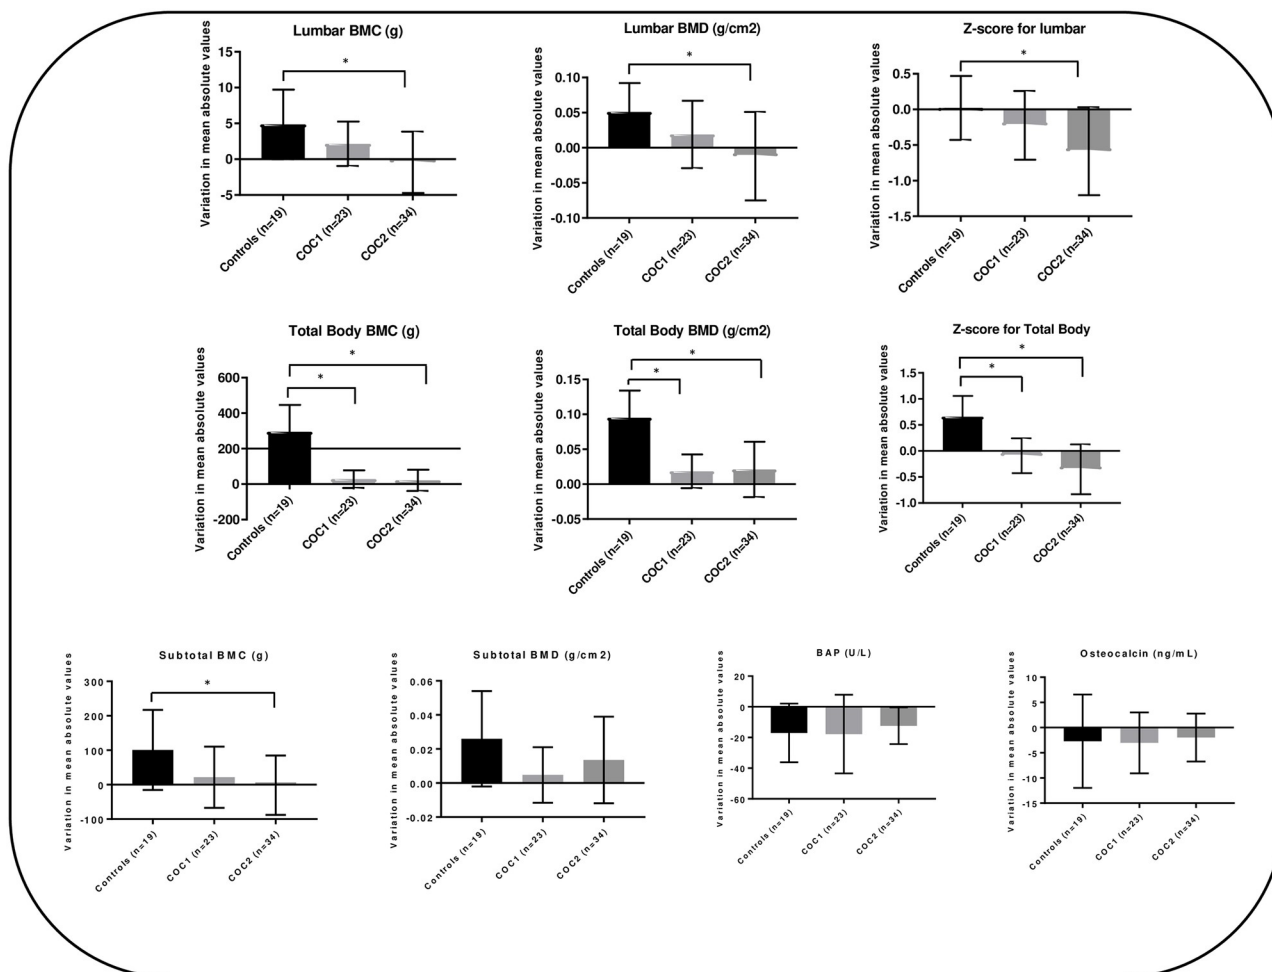 Lumbar BMC (g)
Variation in mean absolute values
15
10
5
0
-5
*
Controls (n=19)
COC1 (n=23)
COC2 (n=34)
Lumbar BMD (g/cm2)
Variation in mean absolute values
0.10
0.05
0.00
-0.05
-0.10
*
Controls (n=19)
COC1 (n=23)
COC2 (n=34)
Z-score for lumbar
Variation in mean absolute values
0.5
0.0
-0.5
-1.0
-1.5
*
Controls (n=19)
COC1 (n=23)
COC2 (n=34)
Total Body BMC (g)
Variation in mean absolute values
600
400
200
0
-200
*
*
Controls (n=19)
COC1 (n=23)
COC2 (n=34)
Total Body BMD (g/cm2)
Variation in mean absolute values
0.15
0.10
0.05
0.00
-0.05
*
*
Controls (n=19)
COC1 (n=23)
COC2 (n=34)
Z-score for Total Body
Variation in mean absolute values
1.5
1.0
0.5
0.0
-0.5
-1.0
*
*
Controls (n=19)
COC1 (n=23)
COC2 (n=34)
Subtotal BMC (g)
Variation in mean absolute values
300
200
100
0
-100
*
Controls (n=19)
COC1 (n=23)
COC2 (n=34)
Subtotal BMD (g/cm2)
Variation in mean absolute values
0.06
0.04
0.02
0.00
-0.02
Controls (n=19)
COC1 (n=23)
COC2 (n=34)
BAP (U/L)
Variation in mean absolute values
20
0
-20
-40
-60
Controls (n=19)
COC1 (n=23)
COC2 (n=34)
Osteocalcin (ng/mL)
Variation in mean absolute values
10
5
0
-5
-10
-15
Controls (n=19)
COC1 (n=23)
COC2 (n=34)